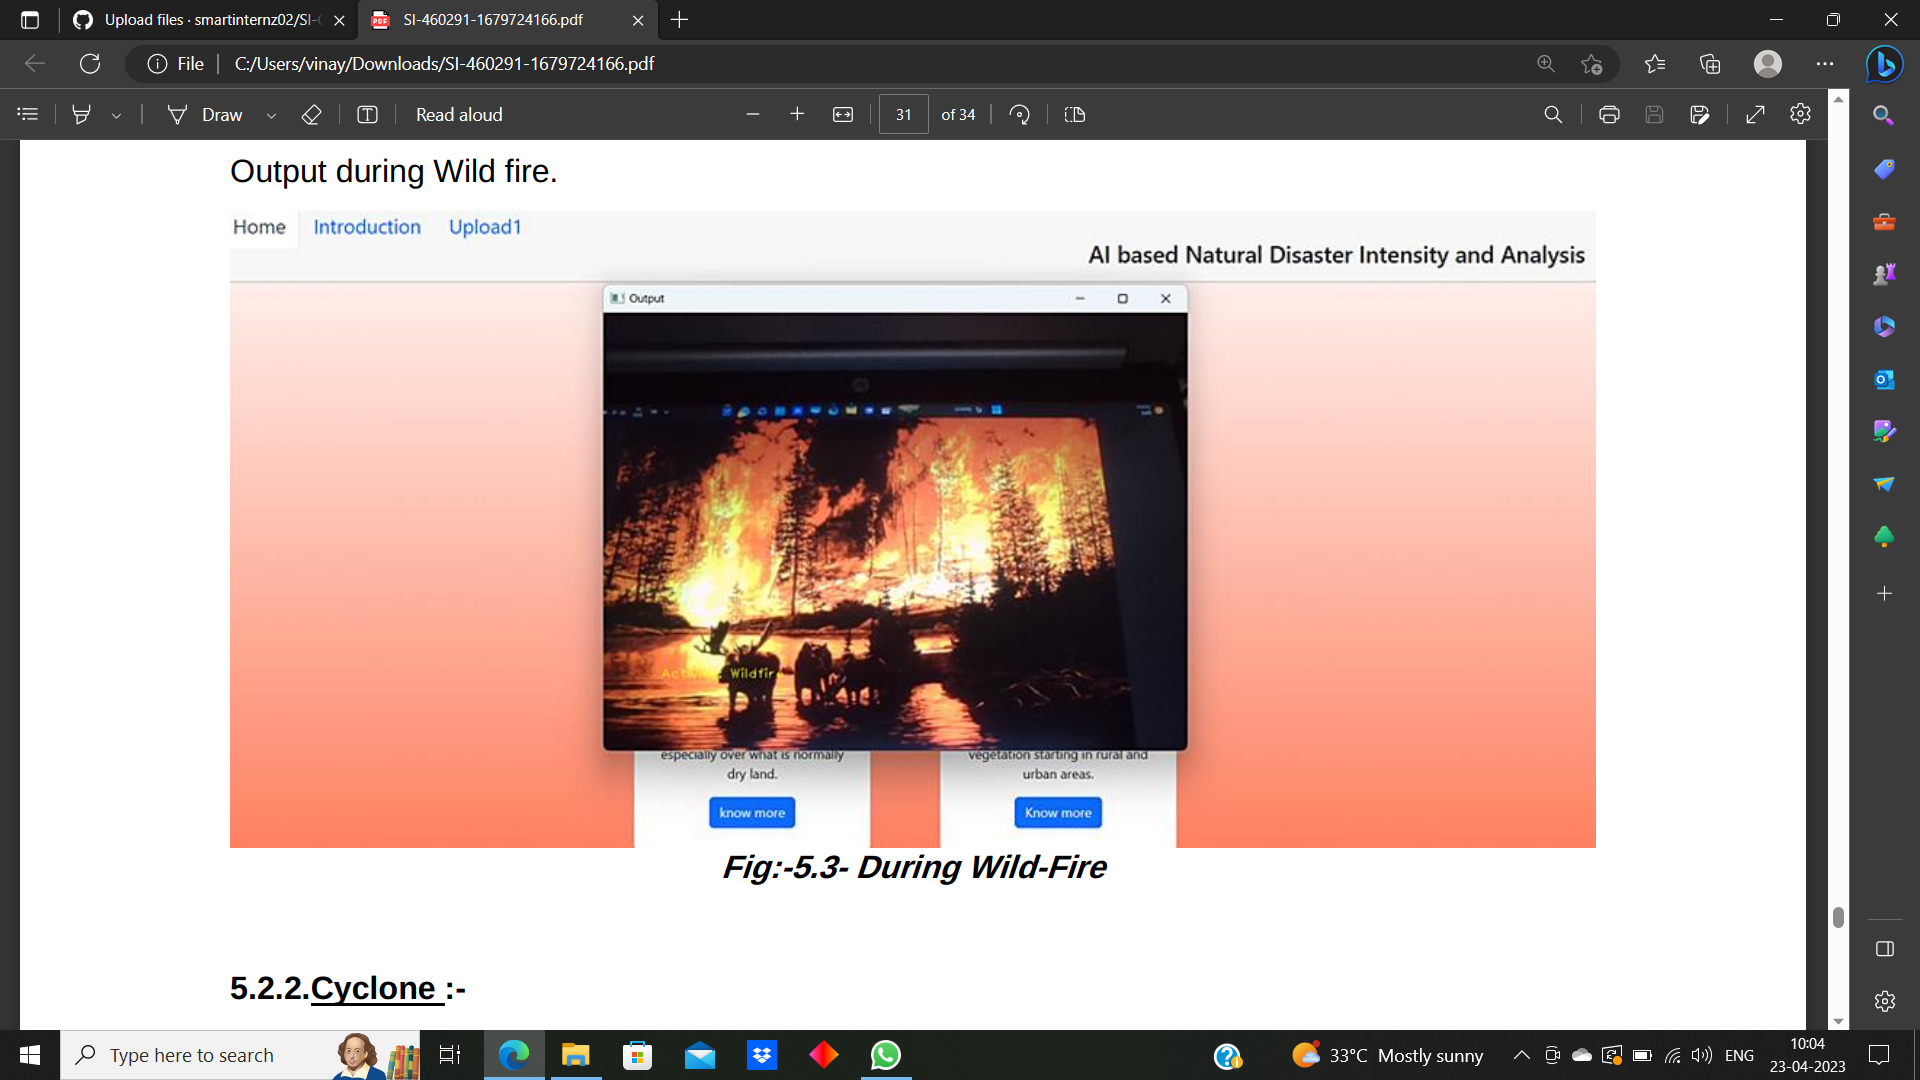 Upload files · smartinternz02/SI-G
SI-460291-1679724166.pdf
File
C:/Users/vinay/Downloads/SI-460291-1679724166.pdf
Draw
Read aloud
31 of 34
Output during Wild fire.
Home Introduction Upload1
AI based Natural Disaster Intensity and Analysis
Output
Wildfir
especially over what is normally
dry land.
know more
vegetation starting in rural and
urban areas.
Know more
Fig:-5.3- During Wild-Fire
5.2.2.Cyclone :-
Type here to search
33°C Mostly sunny
ENG
10:04
23-04-2023